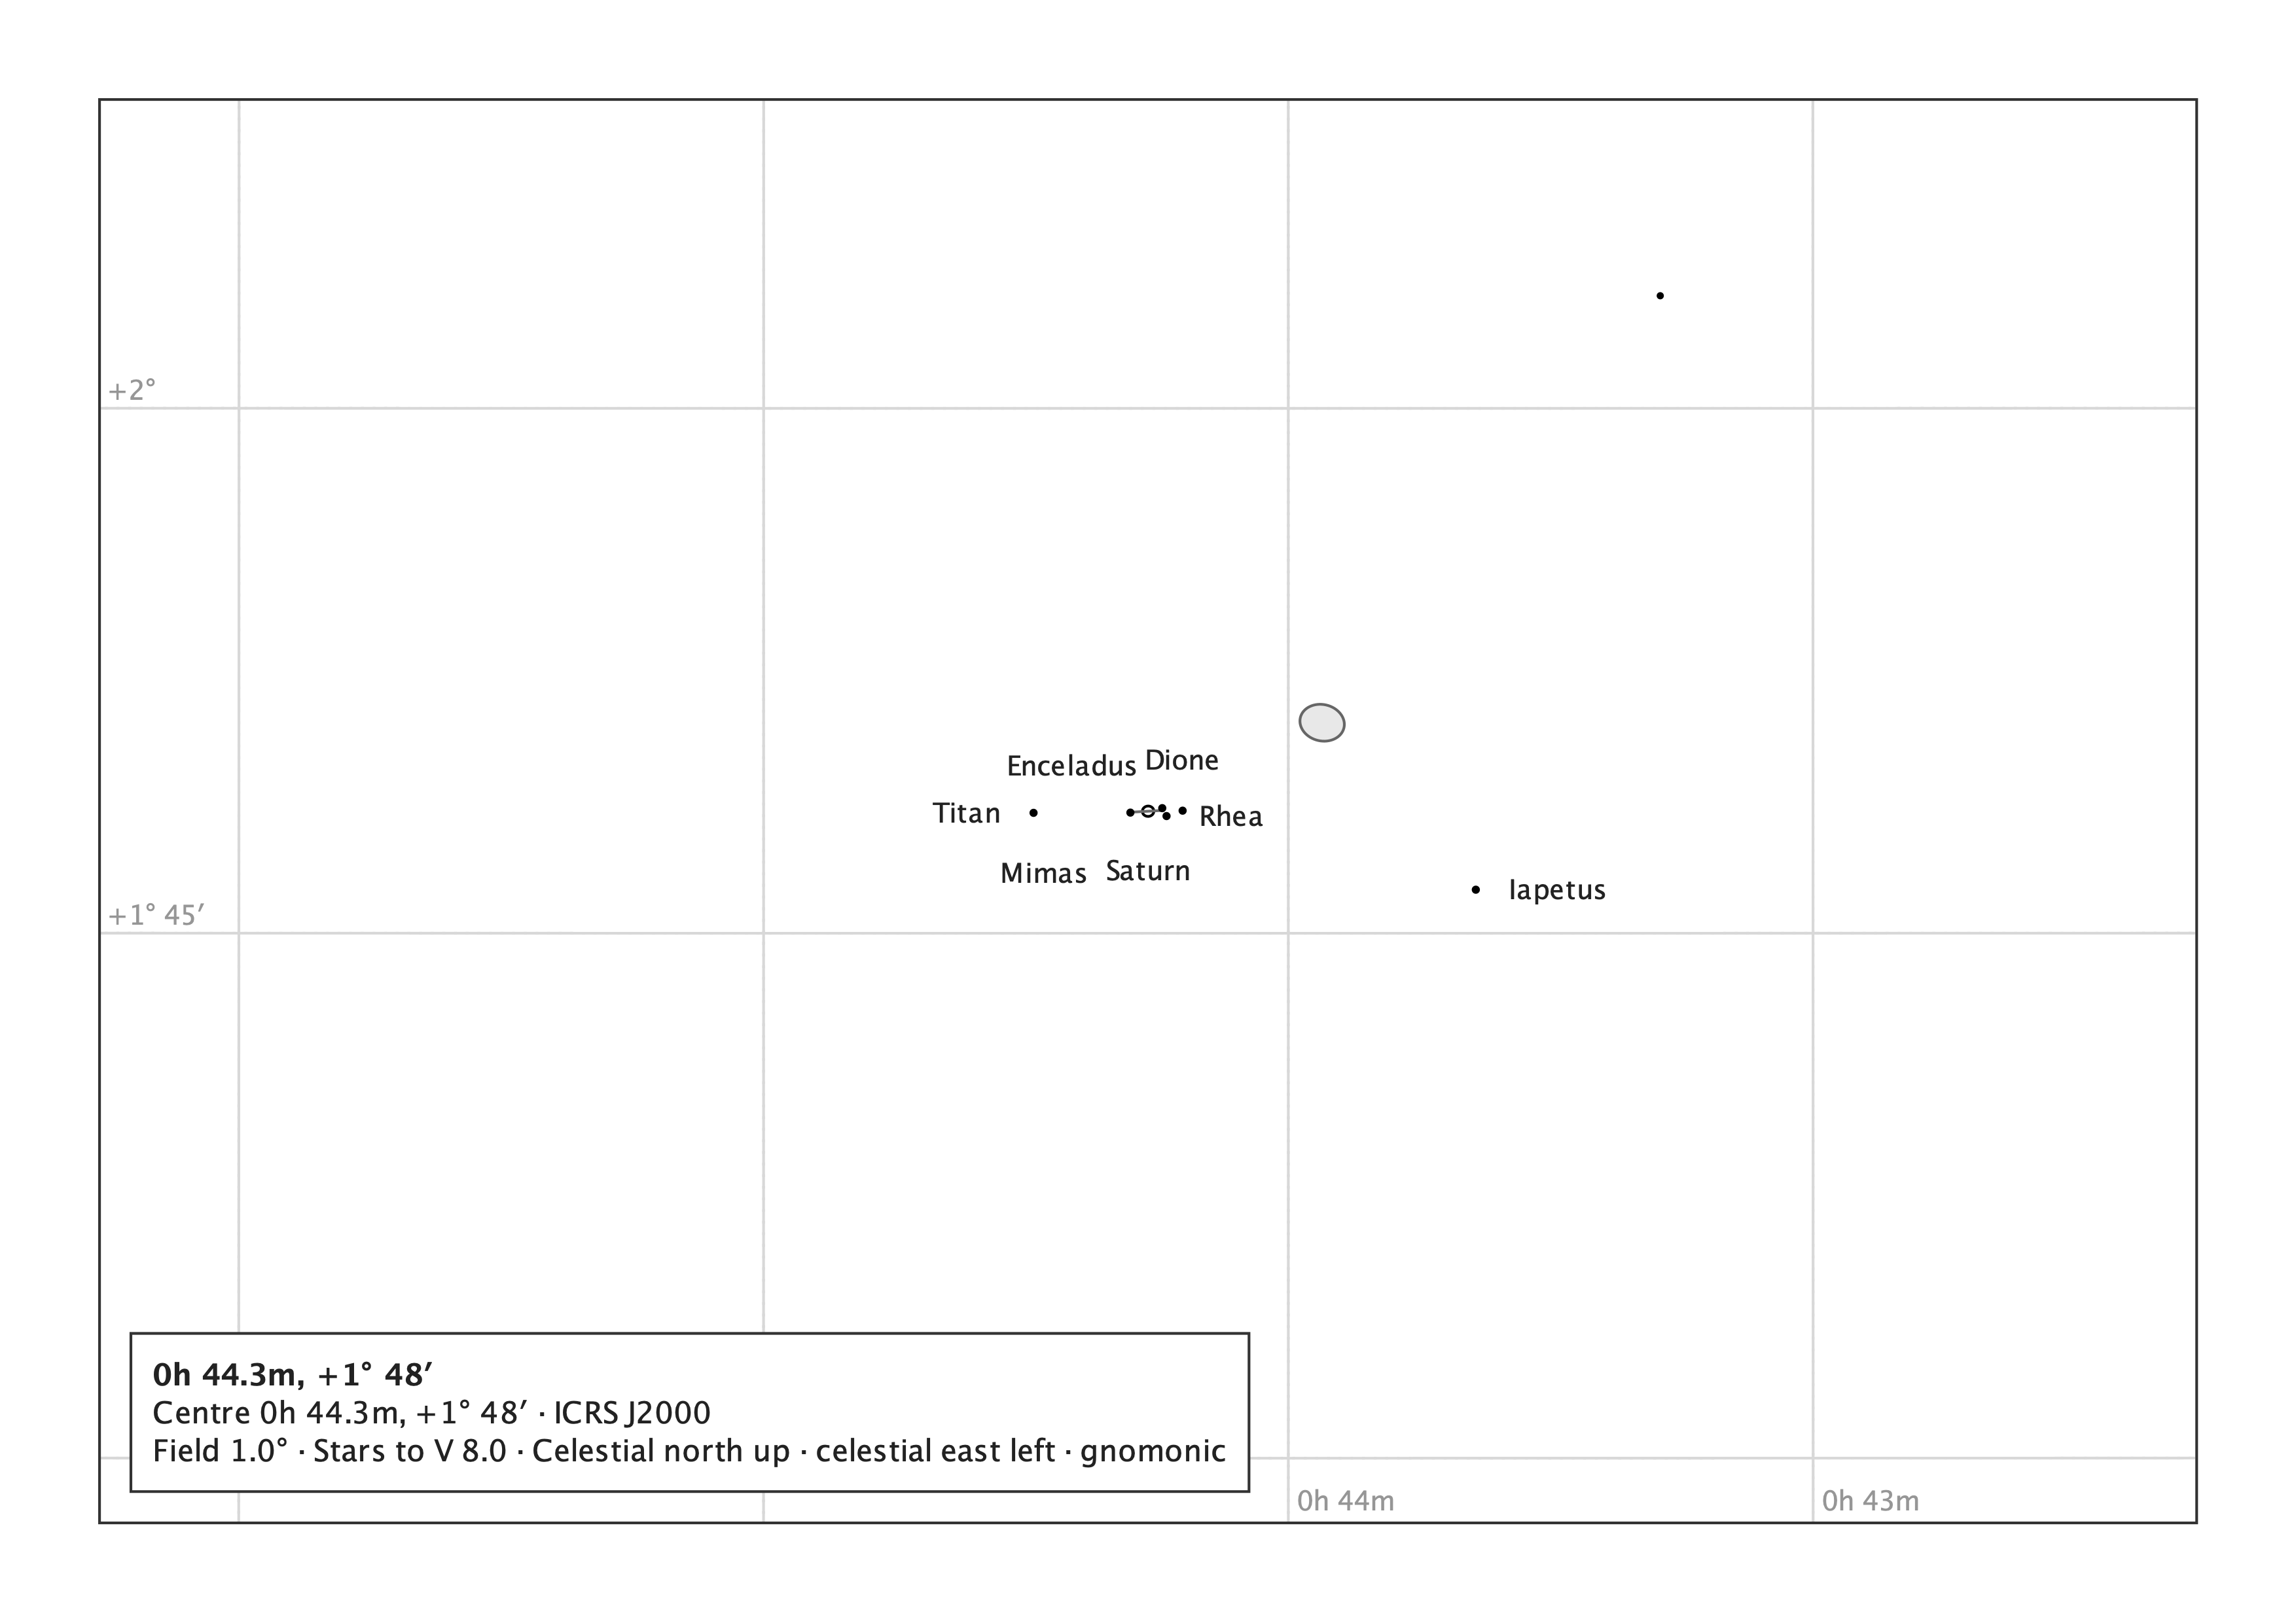 +2°
Enceladus Dione
Titan Rhea
Mimas Saturn
Iapetus
+1° 45′
0h 44.3m, +1° 48′
Centre 0h 44.3m, +1° 48′ · ICRS J2000
Field 1.0° · Stars to V 8.0 · Celestial north up · celestial east left · gnomonic
0h 44m 0h 43m